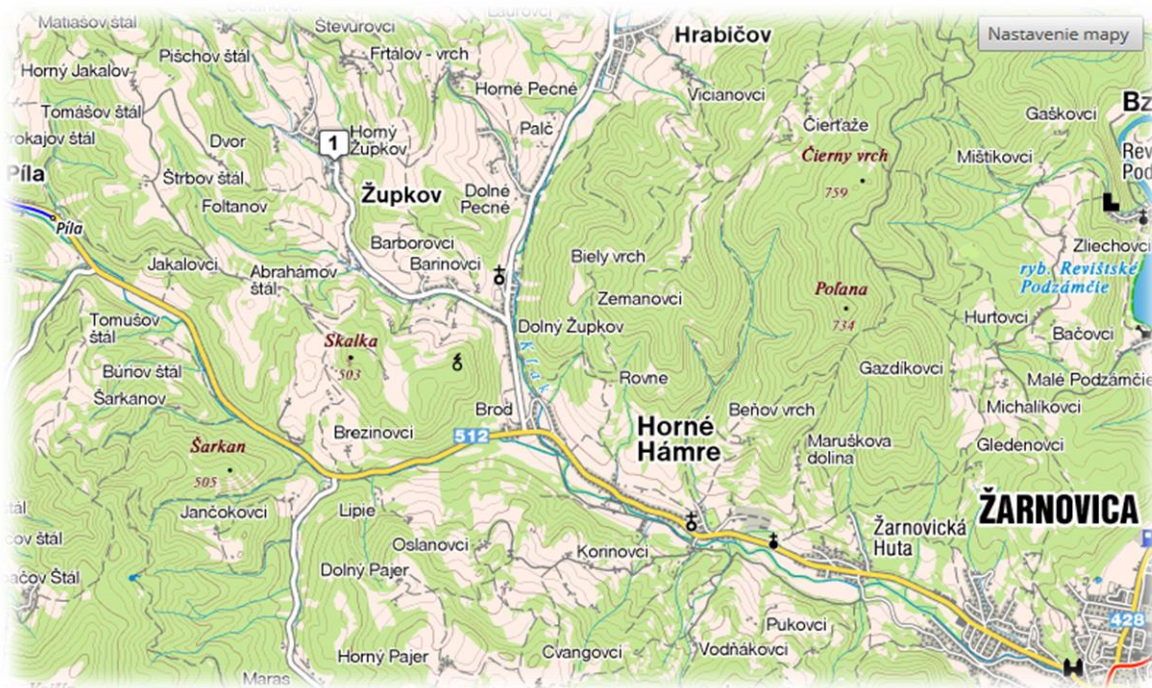 Matiašov štál
Števurovci
Laurovci
Hrabičov
Nastavenie mapy
Pišchov štál
Frtálov - vrch
Horný Jakalov
Horné Pecné
Vicianovci
Tomášov štál
Gaškovci
Palč
Čierťaže
Prokajov štál
Dvor
1
Horný
Župkov
Čierny vrch
759
Mištikovci
Píla
Štrbov štál
Župkov
Dolné
Pecné
Foltanov
Píla
Barborovci
Barinovci
Biely vrch
Zliechovci
Jakalovci
Abrahámov
štál
ryb. Revištské
Podzámčie
Zemanovci
Poľana
734
Tomušov
štál
Skalka
503
Dolný Župkov
Hurtovci
Bačovci
Kľak
Búriov štál
Rovne
Gazdíkovci
Malé Podzámčie
Šarkanov
Brod
Beňov vrch
Michalíkovci
Brezinovci
512
Horné
Hámre
Maruškova
dolina
Gledenovci
Šarkan
505
Jančokovci
Lipie
ŽARNOVICA
Žarnovická
Huta
Oslanovci
Korinovci
Dolný Pajer
Pukovci
428
Horný Pajer
Cvangovci
Vodňákovci
Maras